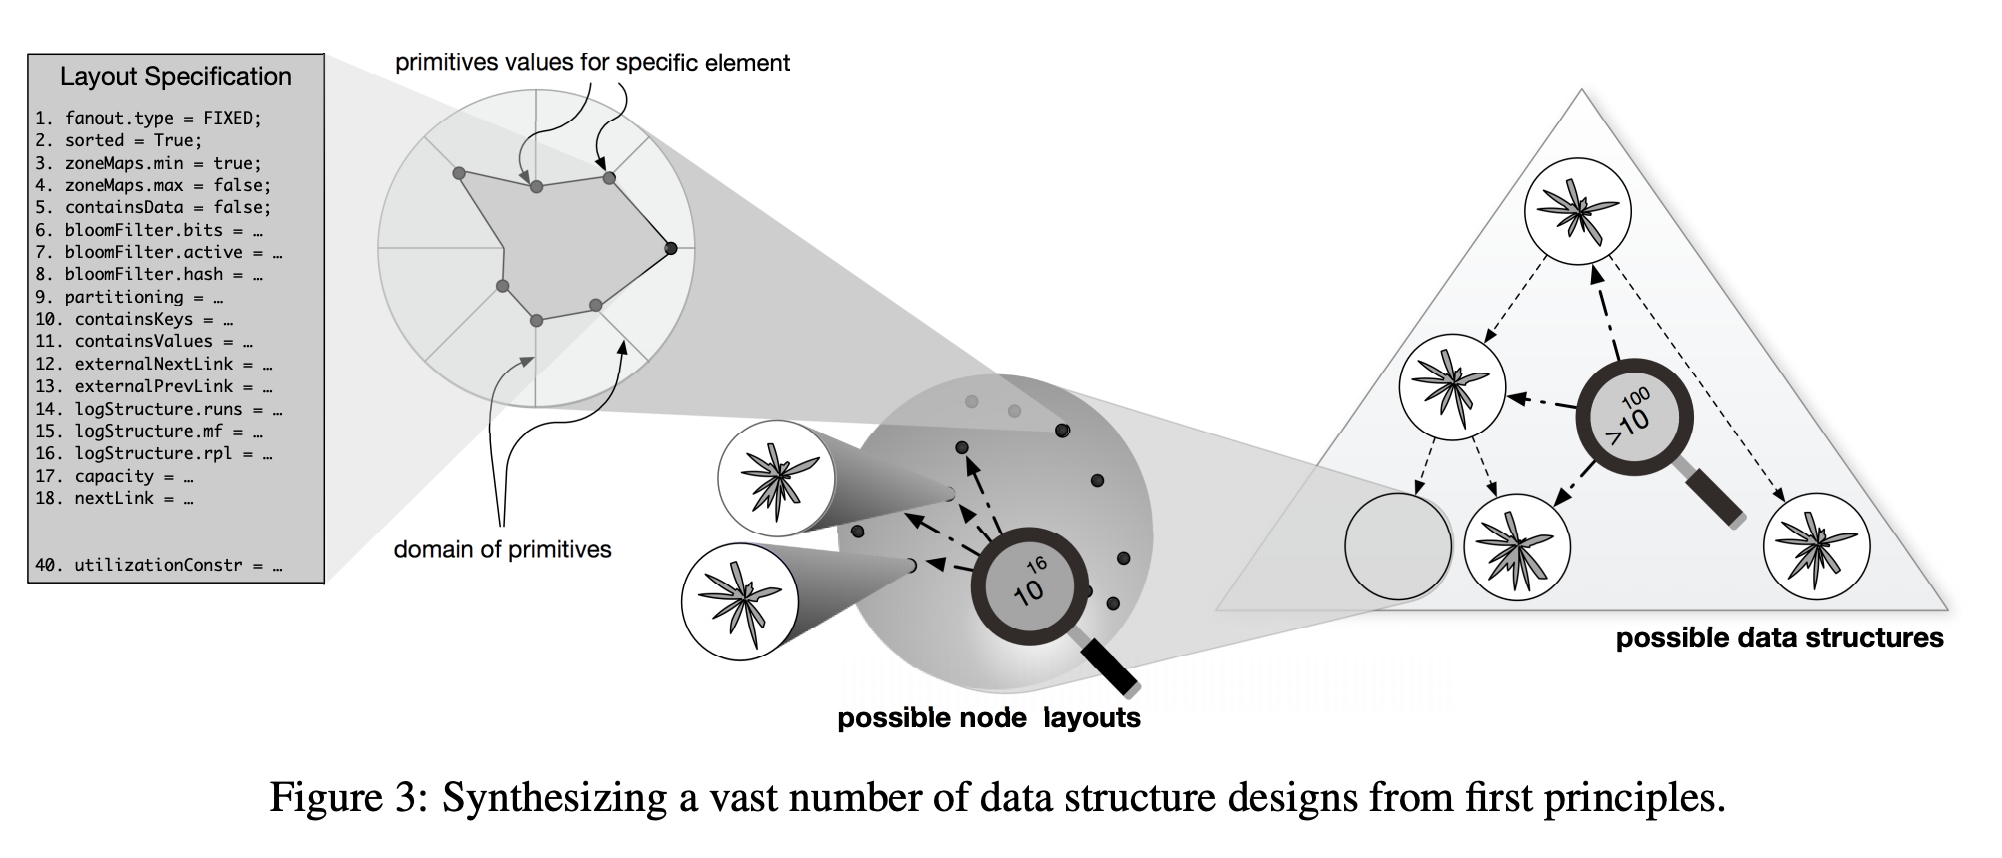 Layout Specification
1. fanout.type = FIXED;
2. sorted = True;
3. zoneMaps.min = true;
4. zoneMaps.max = false;
5. containsData = false;
6. bloomFilter.bits = …
7. bloomFilter.active = …
8. bloomFilter.hash = …
9. partitioning = …
10. containsKeys = …
11. containsValues = …
12. externalNextLink = …
13. externalPrevLink = …
14. logStructure.runs = …
15. logStructure.mf = …
16. logStructure.rpl = …
17. capacity = …
18. nextLink = …
40. utilizationConstr = …
primitives values for specific element
domain of primitives
10^16
possible node layouts
>10^100
possible data structures
Figure 3: Synthesizing a vast number of data structure designs from first principles.